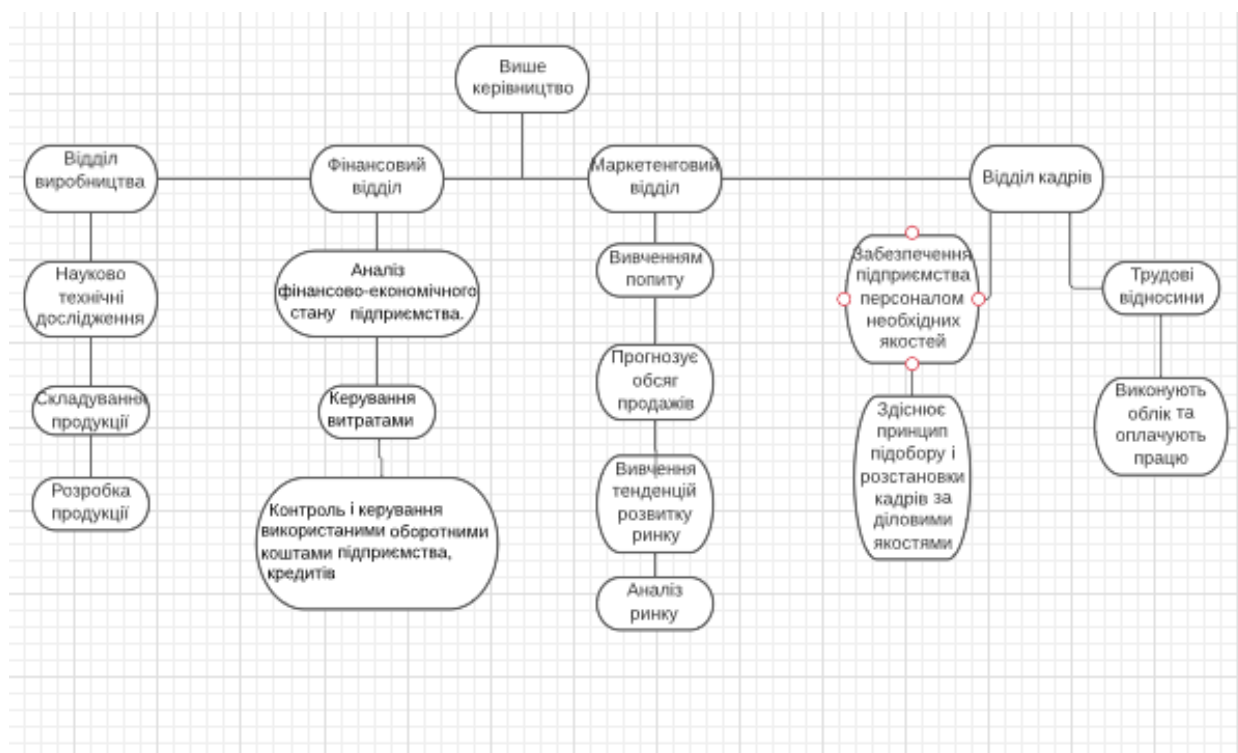 Више
керівництво
Відділ
виробництва
Фінансовий
відділ
Маркетенговий
відділ
Відділ кадрів
Науково
технічні
дослідження
Складування
продукції
Розробка
продукції
Аналіз
фінансово-економічного
стану підприємства.
Керування
витратами
Контроль і керування
використаними оборотними
коштами підприємства,
кредитів
Вивченням
попиту
Прогнозує
обсяг
продажів
Вивчення
тенденцій
розвитку
ринку
Аналіз
ринку
Забезпечення
підприємства
персоналом
необхідних
якостей
Здіснює
принцип
підобору і
розстановки
кадрів за
діловими
якостями
Трудові
відносини
Виконують
облік та
оплачують
працю